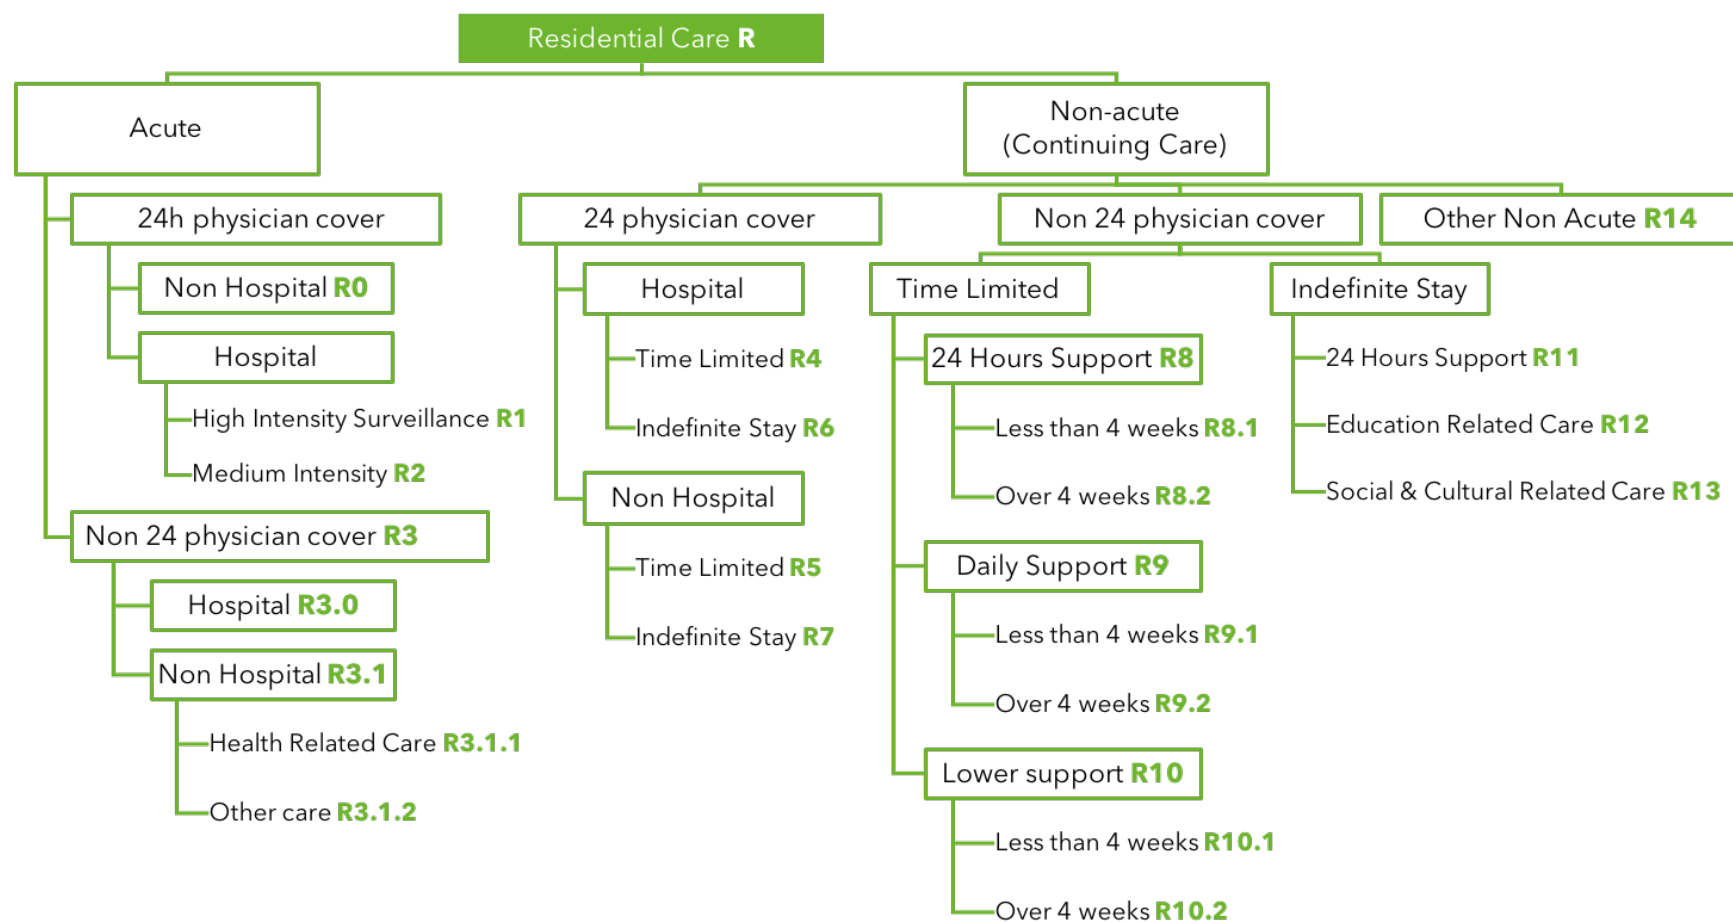 Residential Care R
Acute
24h physician cover
Non Hospital R0
Hospital
High Intensity Surveillance R1
Medium Intensity R2
Non 24 physician cover R3
Hospital R3.0
Non Hospital R3.1
Health Related Care R3.1.1
Other care R3.1.2
Non-acute
(Continuing Care)
24 physician cover
Hospital
Time Limited R4
Indefinite Stay R6
Non Hospital
Time Limited R5
Indefinite Stay R7
Non 24 physician cover
Time Limited
24 Hours Support R8
Less than 4 weeks R8.1
Over 4 weeks R8.2
Daily Support R9
Less than 4 weeks R9.1
Over 4 weeks R9.2
Lower support R10
Less than 4 weeks R10.1
Over 4 weeks R10.2
Indefinite Stay
24 Hours Support R11
Education Related Care R12
Social & Cultural Related Care R13
Other Non Acute R14